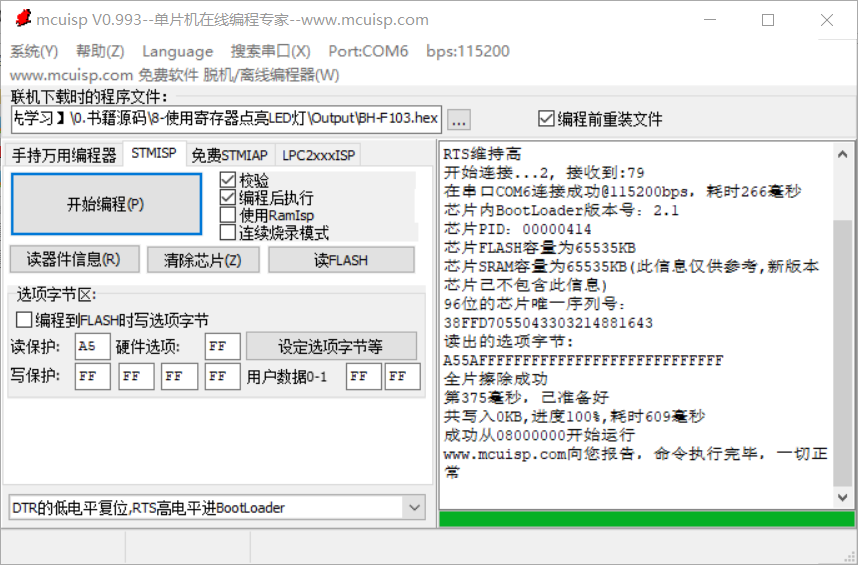 mcuisp V0.993--单片机在线编程专家--www.mcuisp.com
系统(Y) 帮助(Z) Language 搜索串口(X) Port:COM6 bps:115200
www.mcuisp.com 免费软件 脱机/离线编程器(W)
联机下载时的程序文件:
学习】\0.书籍源码\8-使用寄存器点亮LED灯\Output\BH-F103.hex ... 编程前重装文件
手持万用编程器 STMISP 免费STMIAP LPC2xxxISP
开始编程(P)
校验
编程后执行
使用RamIsp
连续烧录模式
读器件信息(R) 清除芯片(Z) 读FLASH
选项字节区:
编程到FLASH时写选项字节
读保护: A5 硬件选项: FF 设定选项字节等
写保护: FF FF FF FF 用户数据0-1 FF FF
DTR的低电平复位,RTS高电平进BootLoader
RTS维持高
开始连接...2, 接收到:79
在串口COM6连接成功@115200bps，耗时266毫秒
芯片内BootLoader版本号：2.1
芯片PID：00000414
芯片FLASH容量为65535KB
芯片SRAM容量为65535KB(此信息仅供参考,新版本
芯片已不包含此信息)
96位的芯片唯一序列号：
38FFD7055043303214881643
读出的选项字节:
A55AFFFFFFFFFFFFFFFFFFFFFFFFFFFF
全片擦除成功
第375毫秒，已准备好
共写入0KB,进度100%,耗时609毫秒
成功从08000000开始运行
www.mcuisp.com向您报告，命令执行完毕，一切正
常